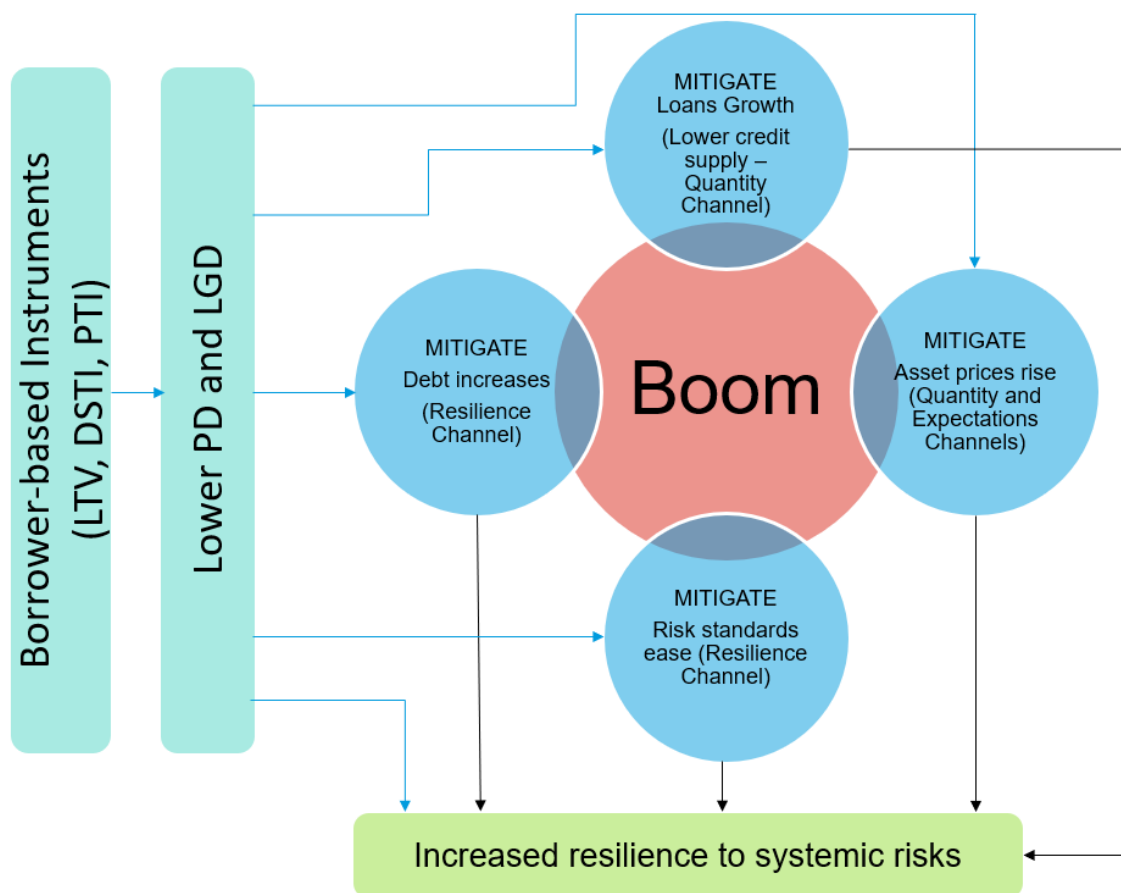 Borrower-based Instruments
(LTV, DSTI, PTI)
Lower PD and LGD
MITIGATE
Loans Growth
(Lower credit
supply –
Quantity
Channel)
MITIGATE
Debt increases
(Resilience
Channel)
Boom
MITIGATE
Asset prices rise
(Quantity and
Expectations
Channels)
MITIGATE
Risk standards
ease (Resilience
Channel)
Increased resilience to systemic risks